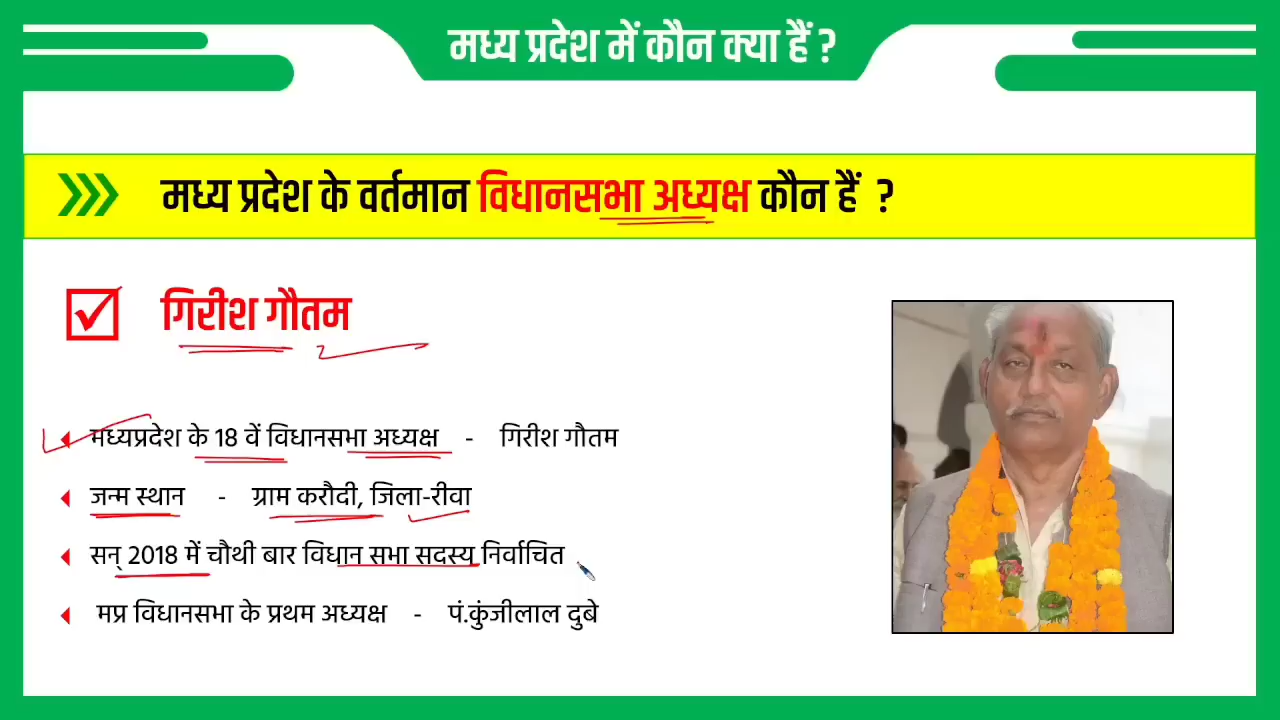 मध्य प्रदेश में कौन क्या हैं ?
मध्य प्रदेश के वर्तमान विधानसभा अध्यक्ष कौन हैं ?
गिरीश गौतम
मध्यप्रदेश के 18 वें विधानसभा अध्यक्ष - गिरीश गौतम
जन्म स्थान - ग्राम करौदी, जिला-रीवा
सन् 2018 में चौथी बार विधान सभा सदस्य निर्वाचित
मप्र विधानसभा के प्रथम अध्यक्ष - पं.कुंजीलाल दुबे